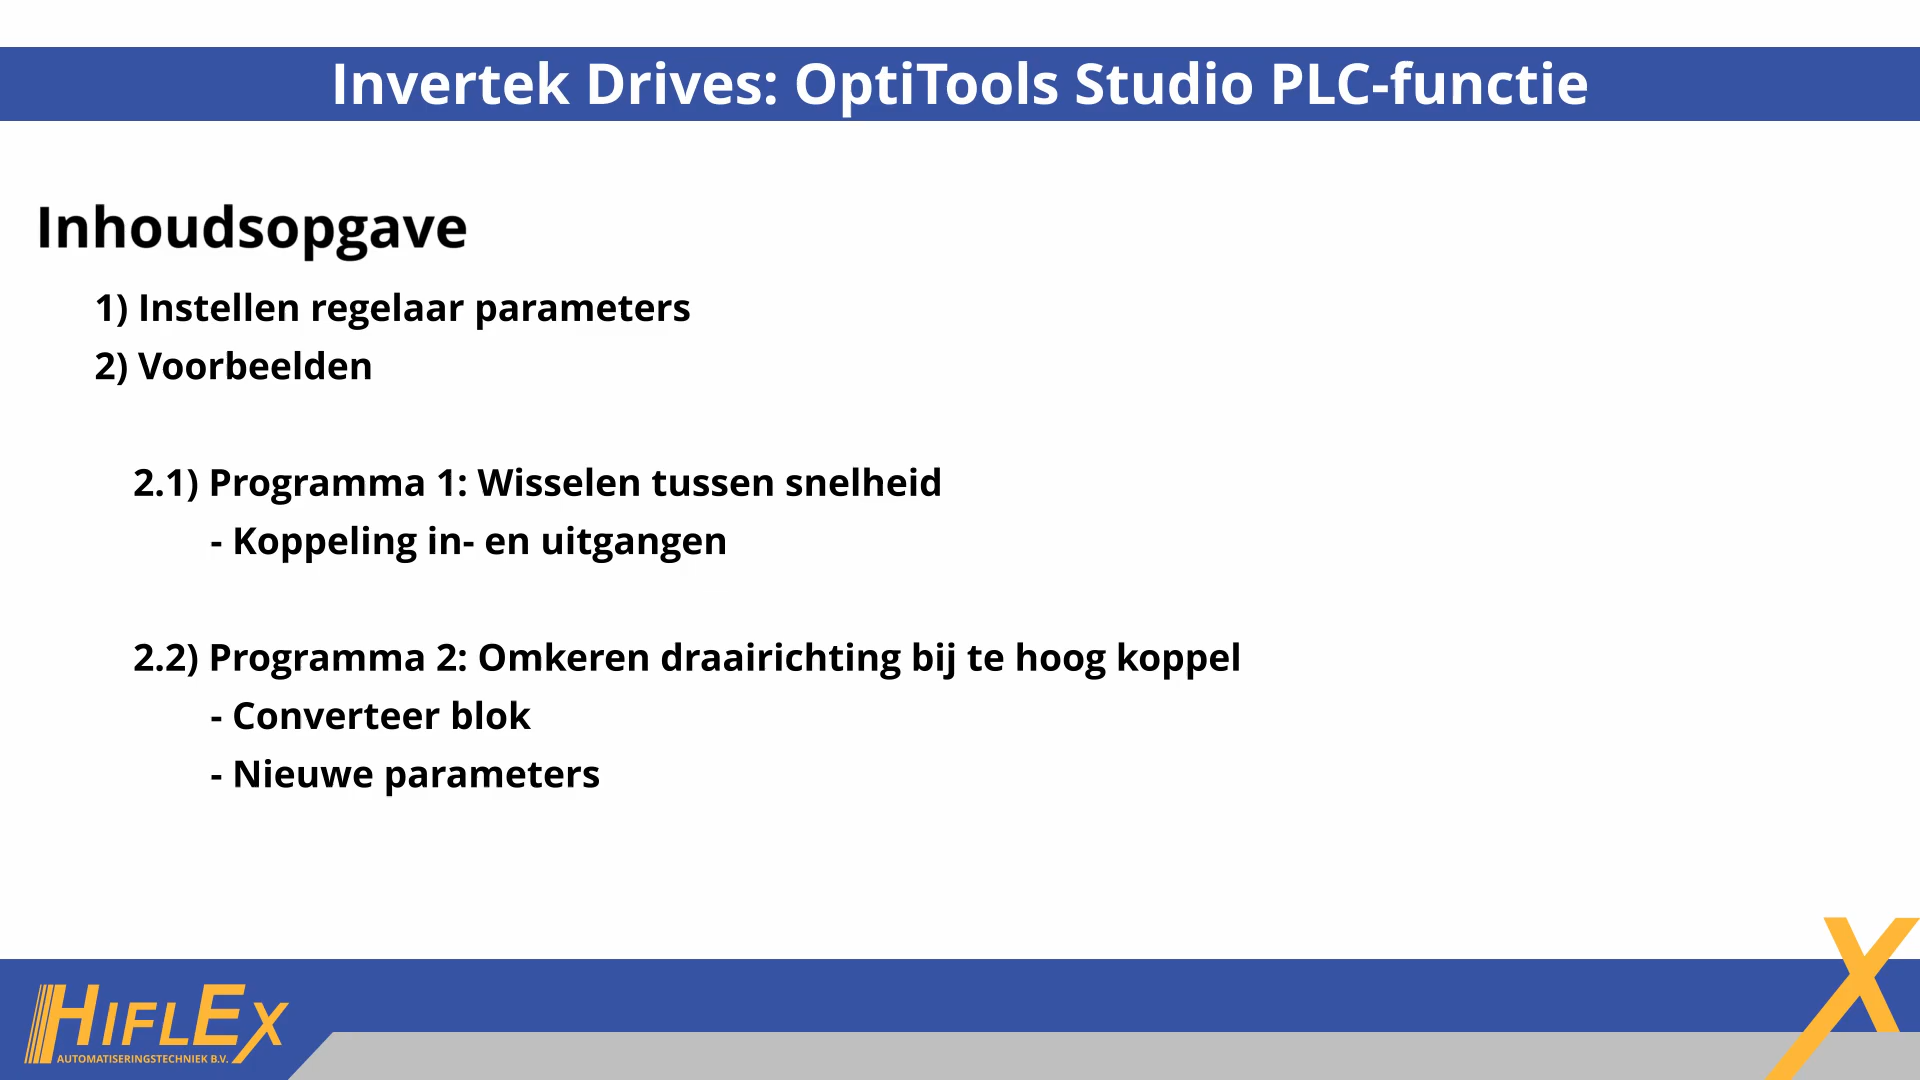 Invertek Drives: OptiTools Studio PLC-functie
Inhoudsopgave
1) Instellen regelaar parameters
2) Voorbeelden
2.1) Programma 1: Wisselen tussen snelheid
- Koppeling in- en uitgangen
2.2) Programma 2: Omkeren draairichting bij te hoog koppel
- Converteer blok
- Nieuwe parameters
HIFLEX
AUTOMATISERINGSTECHNIEK B.V.
X